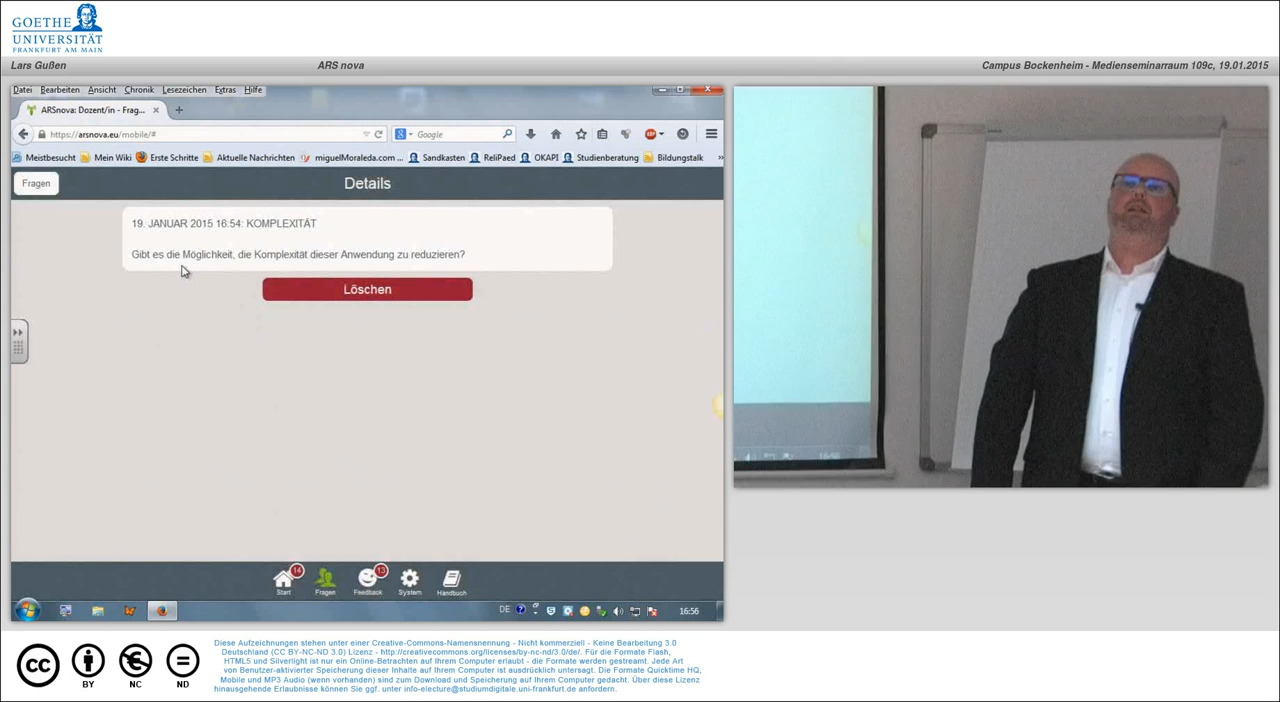 GOETHE
UNIVERSITÄT
FRANKFURT AM MAIN
Lars Gußen ARS nova Campus Bockenheim - Medienseminarraum 109c, 19.01.2015
Datei Bearbeiten Ansicht Chronik Lesezeichen Extras Hilfe
ARSnova: Dozent/in - Frag... × +
https://arsnova.eu/mobile/# Google
Meistbesucht Mein Wiki Erste Schritte Aktuelle Nachrichten miguelMoraleda.com ... Sandkasten ReliPaed OKAPI Studienberatung Bildungstalk »
Fragen Details
19. JANUAR 2015 16:54: KOMPLEXITÄT
Gibt es die Möglichkeit, die Komplexität dieser Anwendung zu reduzieren?
Löschen
14 13
Start Fragen Feedback System Handbuch
DE 16:56
cc BY NC ND
Diese Aufzeichnungen stehen unter einer Creative-Commons-Namensnennung - Nicht kommerziell - Keine Bearbeitung 3.0
Deutschland (CC BY-NC-ND 3.0) Lizenz - http://creativecommons.org/licenses/by-nc-nd/3.0/de/. Für die Formate Flash,
HTML5 und Silverlight ist nur ein Online-Betrachten auf Ihrem Computer erlaubt - die Formate werden gestreamt. Jede Art
von Benutzer-aktivierter Speicherung dieser Inhalte auf Ihrem Computer ist ausdrücklich untersagt. Die Formate Quicktime HQ,
Mobile und MP3 Audio (wenn vorhanden) sind zum Download und Speicherung auf Ihrem Computer gedacht. Über diese Lizenz
hinausgehende Erlaubnisse können Sie ggf. unter info-electure@studiumdigitale.uni-frankfurt.de anfordern.